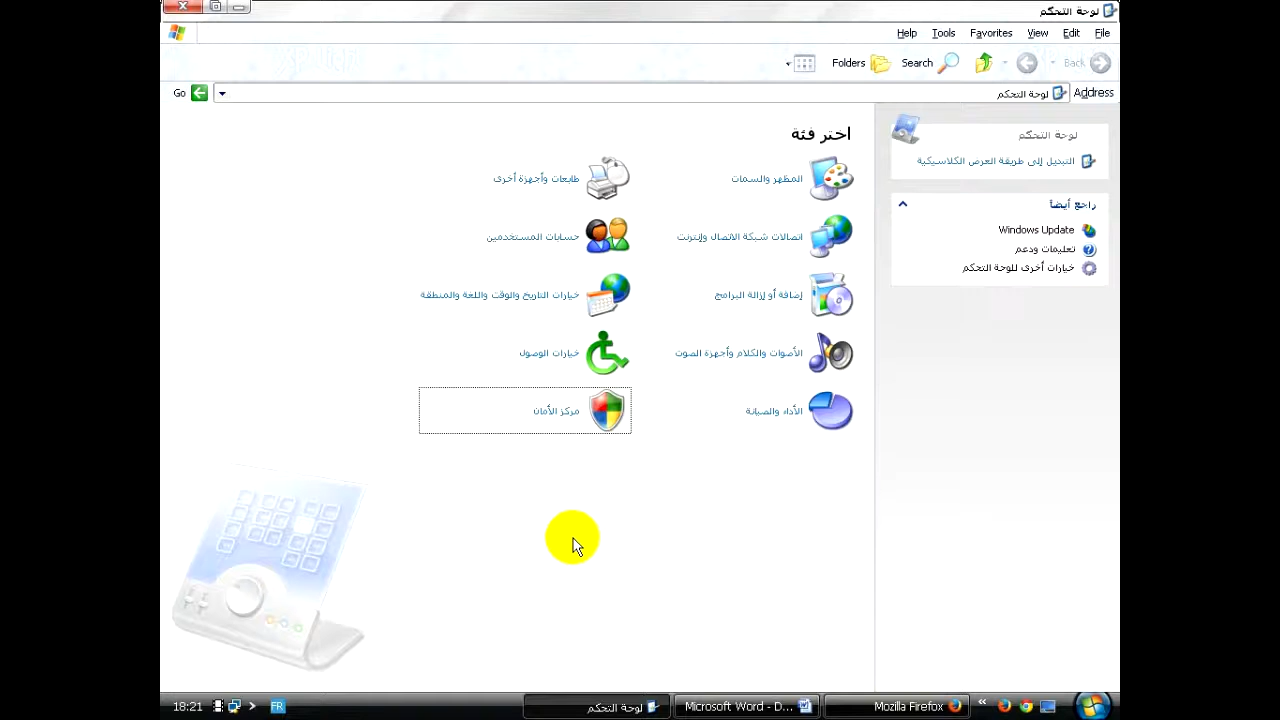 لوحة التحكم
File Edit View Favorites Tools Help
Back Search Folders
Address لوحة التحكم Go
لوحة التحكم
التبديل إلى طريقة العرض الكلاسيكية
راجع أيضاً
Windows Update
تعليمات ودعم
خيارات أخرى للوحة التحكم
اختر فئة
المظهر والسمات
طابعات وأجهزة أخرى
اتصالات شبكة الاتصال وإنترنت
حسابات المستخدمين
إضافة أو إزالة البرامج
خيارات التاريخ والوقت واللغة والمنطقة
الأصوات والكلام وأجهزة الصوت
خيارات الوصول
الأداء والصيانة
مركز الأمان
Mozilla Firefox
Microsoft Word - D...
لوحة التحكم
FR
18:21